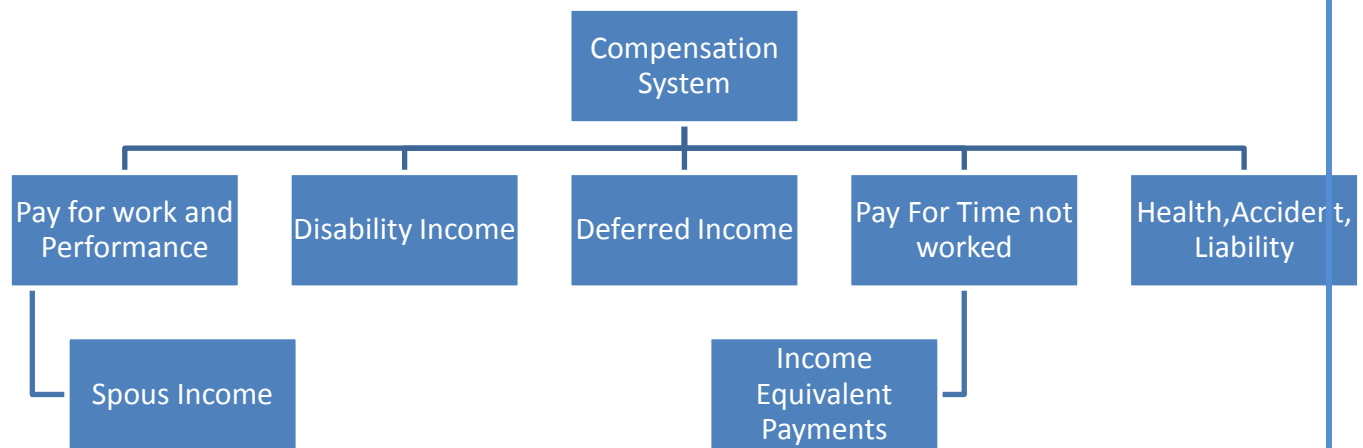 Compensation
System
Pay for work and
Performance
Disability Income
Deferred Income
Pay For Time not
worked
Health,Accident,
Liability
Spous Income
Income
Equivalent
Payments